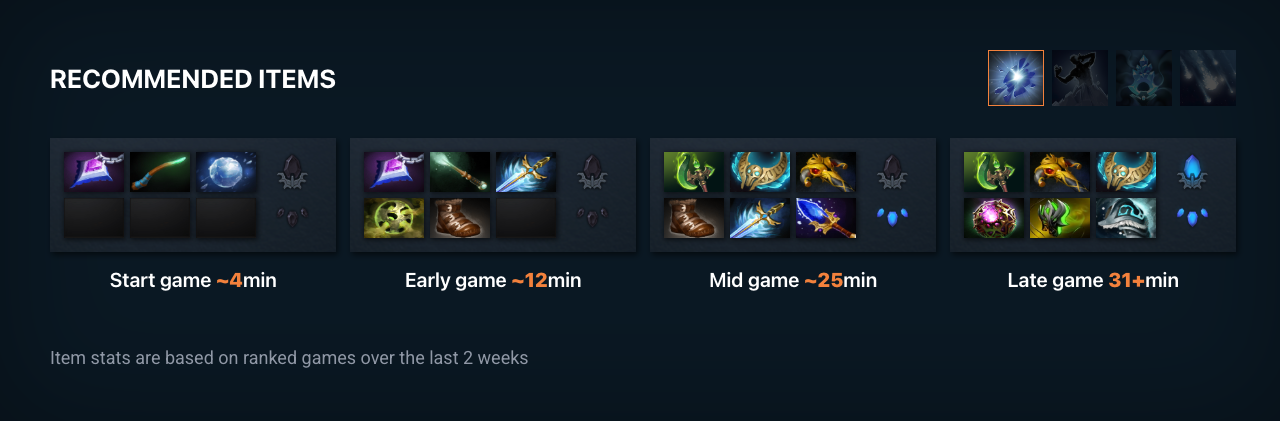 RECOMMENDED ITEMS
Start game ~4min
Early game ~12min
Mid game ~25min
Late game 31+min
Item stats are based on ranked games over the last 2 weeks